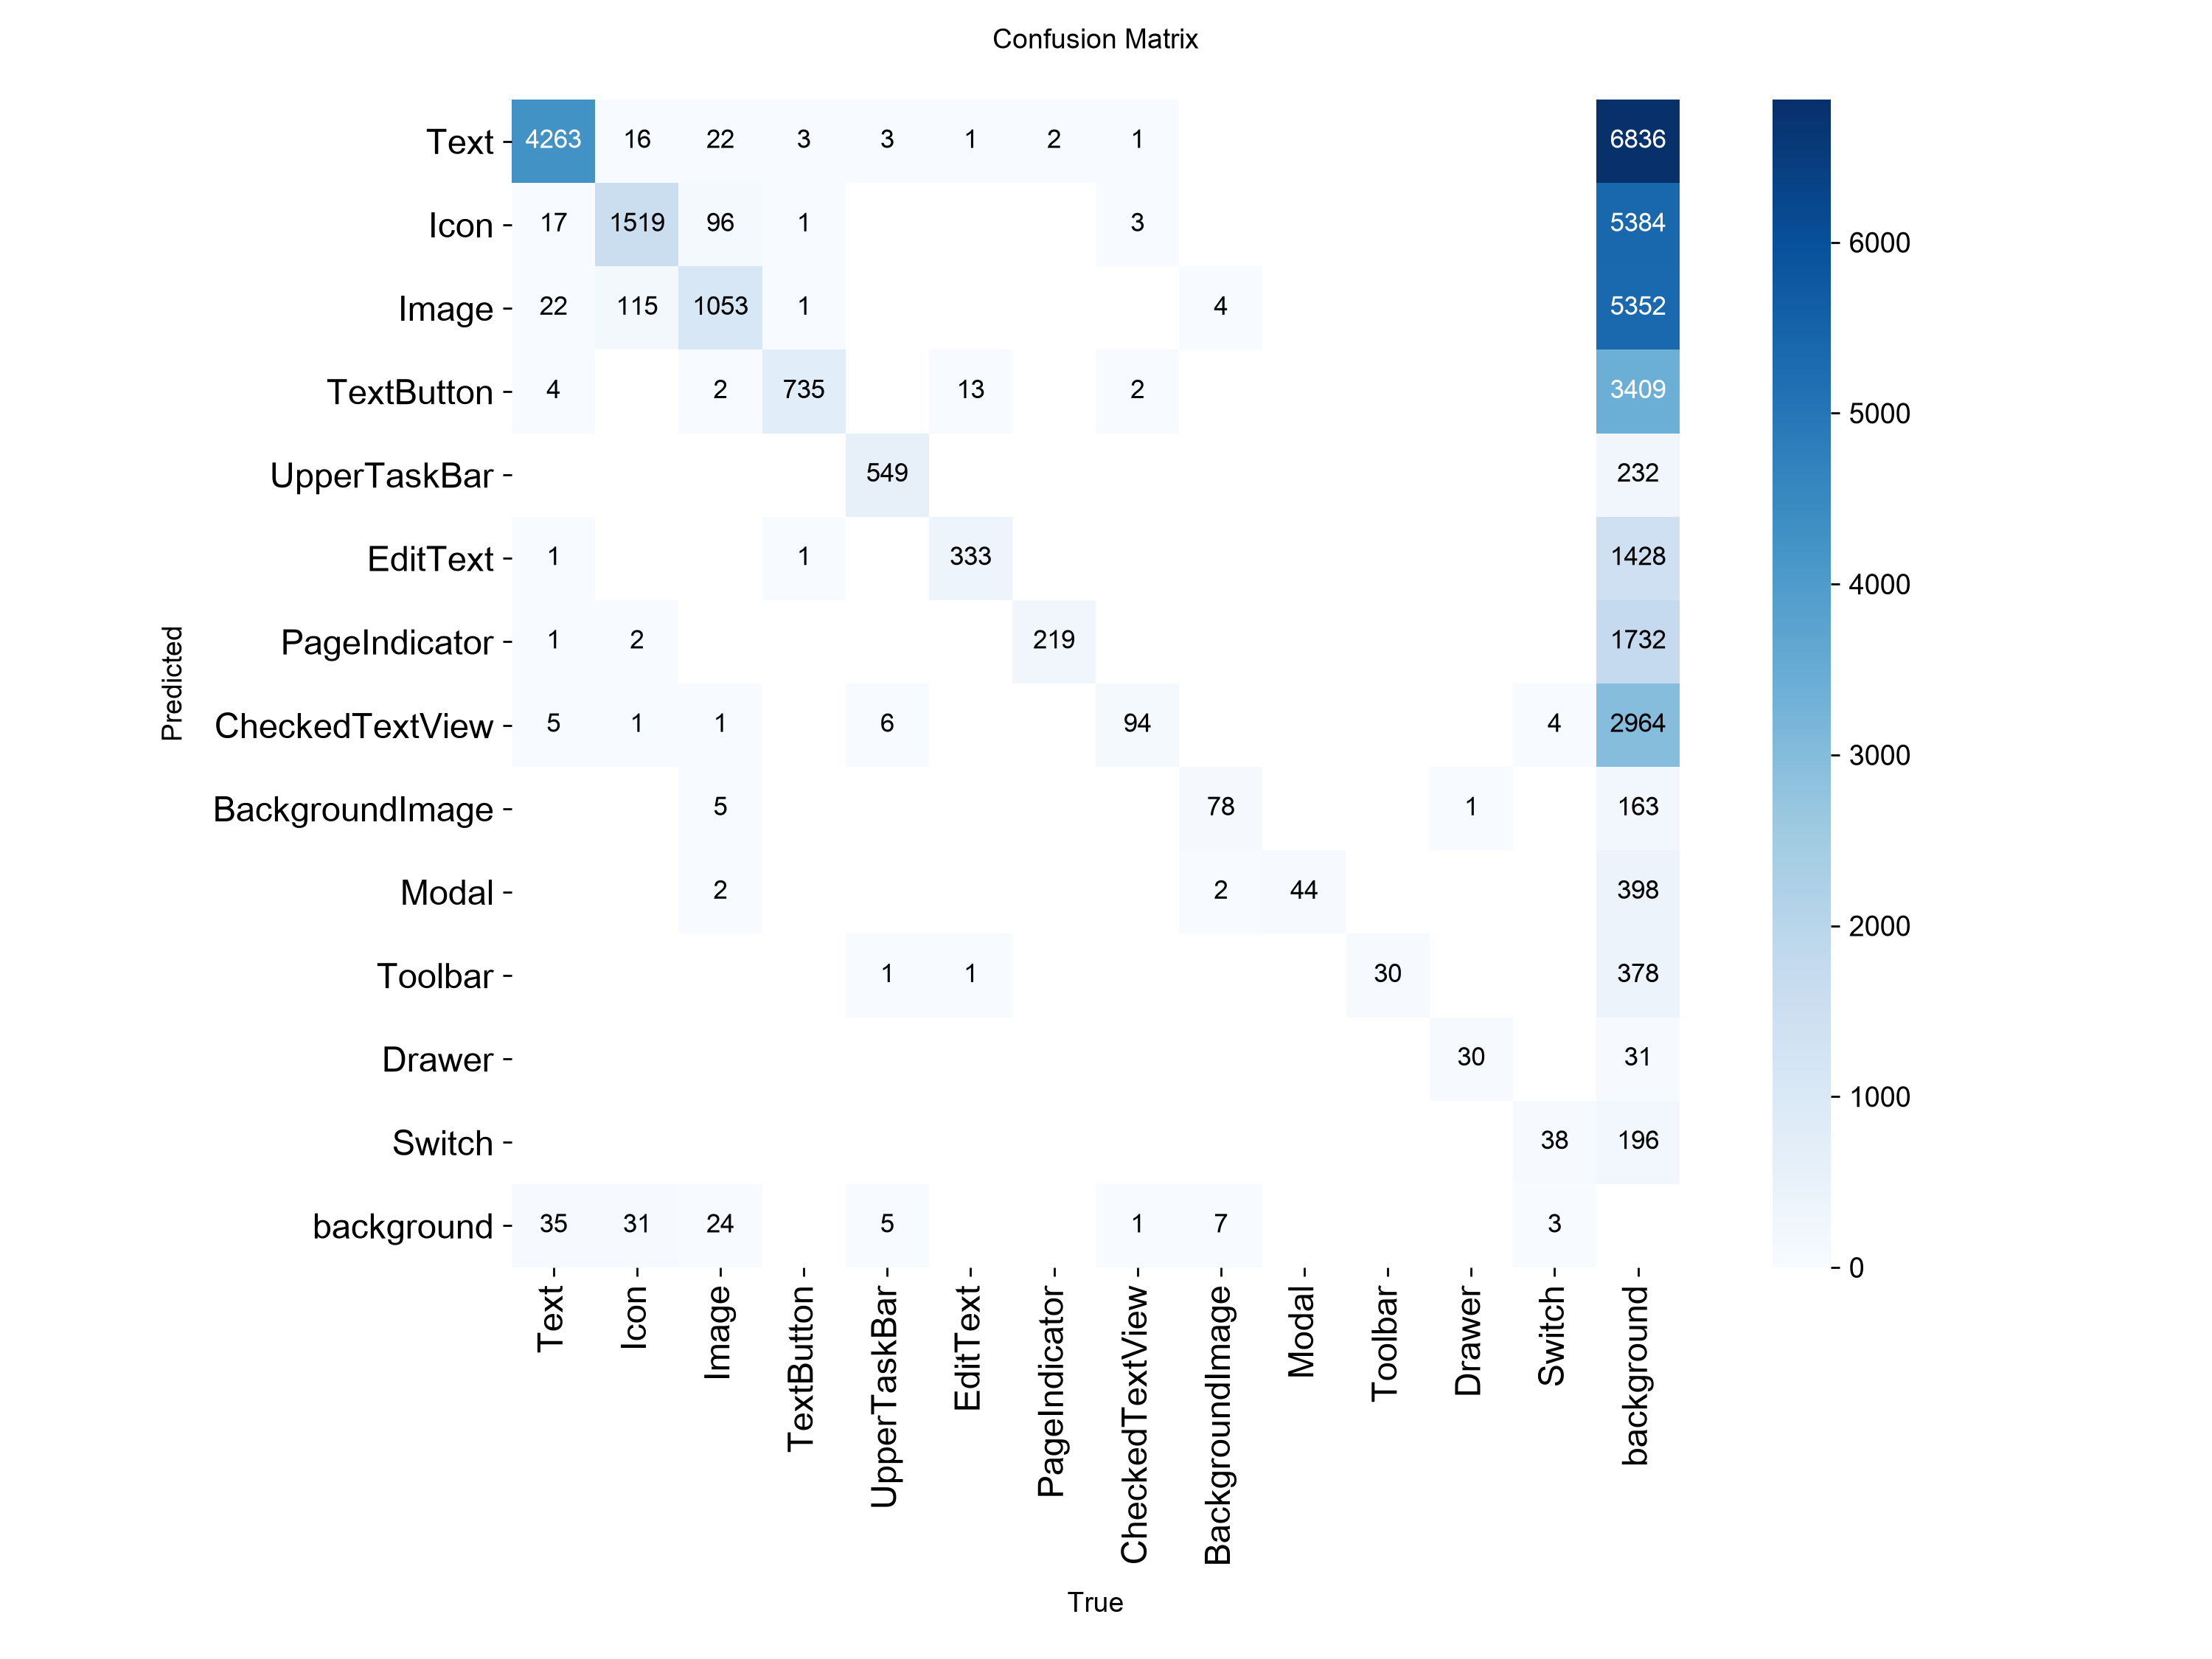 Confusion Matrix
Text 4263 16 22 3 3 1 2 1 6836
Icon 17 1519 96 1 3 5384
6000
Image 22 115 1053 1 4 5352
TextButton 4 2 735 13 2 3409
5000
UpperTaskBar 549 232
4000
EditText 1 1 333 1428
PageIndicator 1 2 219 1732
Predicted
CheckedTextView 5 1 1 6 94 4 2964
3000
BackgroundImage 5 78 1 163
Modal 2 2 44 398
2000
Toolbar 1 1 30 378
Drawer 30 31
1000
Switch 38 196
background 35 31 24 5 1 7 3
0
Text
Icon
Image
TextButton
UpperTaskBar
EditText
PageIndicator
CheckedTextView
BackgroundImage
Modal
Toolbar
Drawer
Switch
background
True